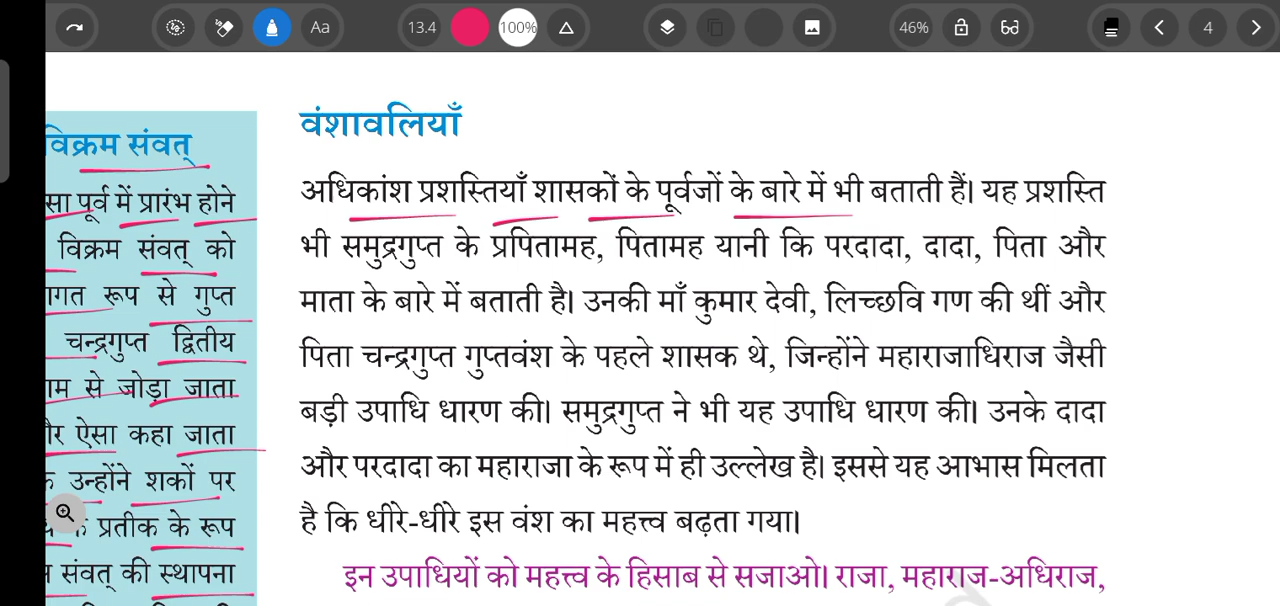 Aa
13.4
100%
46%
4
विक्रम संवत्
पूर्व में प्रारंभ होने
विक्रम संवत् को
रूप से गुप्त
चन्द्रगुप्त द्वितीय
से जोड़ा जाता
ऐसा कहा जाता
उन्होंने शकों पर
प्रतीक के रूप
संवत् की स्थापना
वंशावलियाँ
अधिकांश प्रशस्तियाँ शासकों के पूर्वजों के बारे में भी बताती हैं। यह प्रशस्ति
भी समुद्रगुप्त के प्रपितामह, पितामह यानी कि परदादा, दादा, पिता और
माता के बारे में बताती है। उनकी माँ कुमार देवी, लिच्छवि गण की थीं और
पिता चन्द्रगुप्त गुप्तवंश के पहले शासक थे, जिन्होंने महाराजाधिराज जैसी
बड़ी उपाधि धारण की। समुद्रगुप्त ने भी यह उपाधि धारण की। उनके दादा
और परदादा का महाराजा के रूप में ही उल्लेख है। इससे यह आभास मिलता
है कि धीरे-धीरे इस वंश का महत्त्व बढ़ता गया।
इन उपाधियों को महत्त्व के हिसाब से सजाओ। राजा, महाराज-अधिराज,